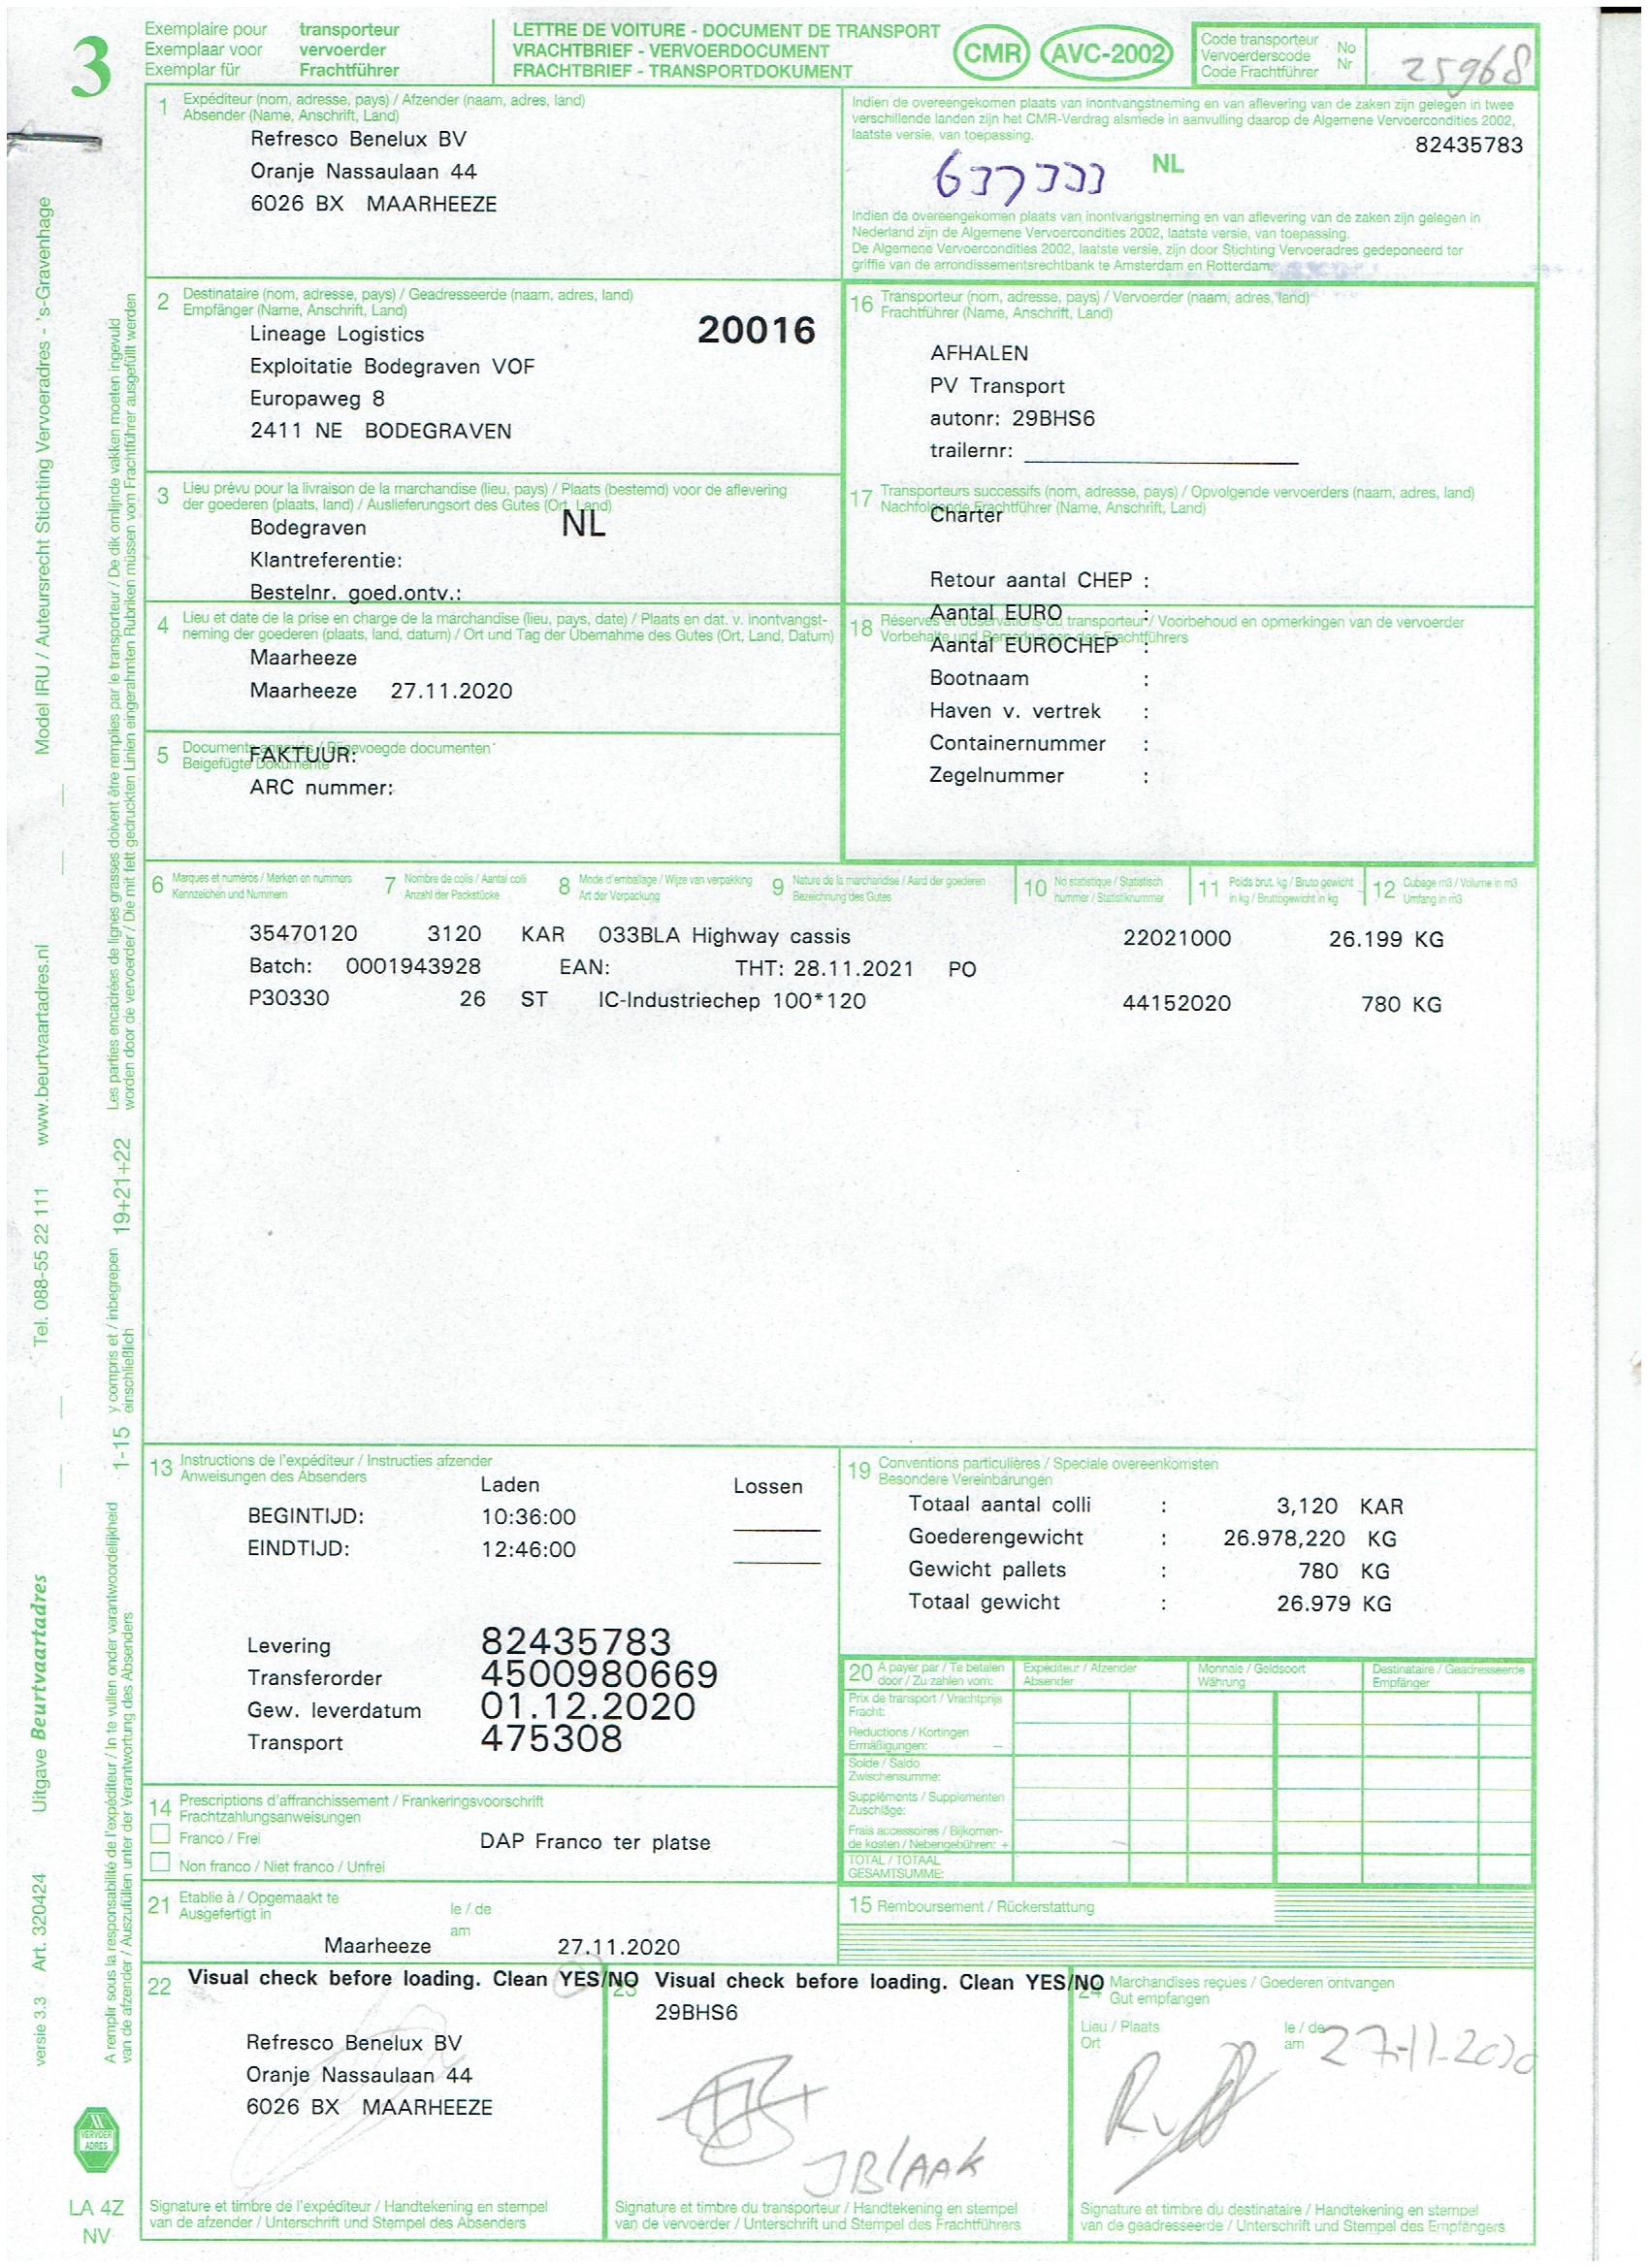 3
Exemplaire pour transporteur
Exemplaar voor vervoerder
Exemplar für Frachtführer
LETTRE DE VOITURE - DOCUMENT DE TRANSPORT
VRACHTBRIEF - VERVOERDOCUMENT
FRACHTBRIEF - TRANSPORTDOKUMENT
CMR
AVC-2002
Code transporteur
Vervoerderscode
Code Frachtführer
No
Nr
25968
1 Expéditeur (nom, adresse, pays) / Afzender (naam, adres, land)
Absender (Name, Anschrift, Land)
Refresco Benelux BV
Oranje Nassaulaan 44
6026 BX MAARHEEZE
Indien de overeengekomen plaats van inontvangstneming en van aflevering van de zaken zijn gelegen in twee
verschillende landen zijn het CMR-Verdrag alsmede in aanvulling daarop de Algemene Vervoercondities 2002,
laatste versie, van toepassing.
82435783
NL
Indien de overeengekomen plaats van inontvangstneming en van aflevering van de zaken zijn gelegen in
Nederland zijn de Algemene Vervoercondities 2002, laatste versie, van toepassing.
De Algemene Vervoercondities 2002, laatste versie, zijn door Stichting Vervoeradres gedeponeerd ter
griffie van de arrondissementsrechtbank te Amsterdam en Rotterdam.
2 Destinataire (nom, adresse, pays) / Geadresseerde (naam, adres, land)
Empfänger (Name, Anschrift, Land)
20016
Lineage Logistics
Exploitatie Bodegraven VOF
Europaweg 8
2411 NE BODEGRAVEN
16 Transporteur (nom, adresse, pays) / Vervoerder (naam, adres, land)
Frachtführer (Name, Anschrift, Land)
AFHALEN
PV Transport
autonr: 29BHS6
trailernr:
3 Lieu prévu pour la livraison de la marchandise (lieu, pays) / Plaats (bestemd) voor de aflevering
der goederen (plaats, land) / Auslieferungsort des Gutes (Ort, Land)
Bodegraven NL
Klantreferentie:
Bestelnr. goed.ontv.:
17 Transporteurs successifs (nom, adresse, pays) / Opvolgende vervoerders (naam, adres, land)
Nachfolgende Frachtführer (Name, Anschrift, Land)
Charter
Retour aantal CHEP :
Aantal EURO :
4 Lieu et date de la prise en charge de la marchandise (lieu, pays, date) / Plaats en dat. v. inontvangst-
neming der goederen (plaats, land, datum) / Ort und Tag der Übernahme des Gutes (Ort, Land, Datum)
Maarheeze
Maarheeze 27.11.2020
18 Réserves et observations du transporteur / Voorbehoud en opmerkingen van de vervoerder
Vorbehalte und Bemerkungen des Frachtführers
Aantal EUROCHEP :
Bootnaam :
Haven v. vertrek :
Containernummer :
Zegelnummer :
5 Documents annexés / Bijgevoegde documenten
Beigefügte Dokumente
FAKTUUR:
ARC nummer:
6 Marques et numéros / Merken en nummers
Kennzeichen und Nummern
7 Nombre de colis / Aantal colli
Anzahl der Packstücke
8 Mode d'emballage / Wijze van verpakking
Art der Verpackung
9 Nature de la marchandise / Aard der goederen
Bezeichnung des Gutes
10 No statistique / Statistisch
nummer / Statistiknummer
11 Poids brut, kg / Bruto gewicht
in kg / Bruttogewicht in kg
12 Cubage m3 / Volume in m3
Umfang in m3
35470120 3120 KAR 033BLA Highway cassis 22021000 26.199 KG
Batch: 0001943928 EAN: THT: 28.11.2021 PO
P30330 26 ST IC-Industriechep 100*120 44152020 780 KG
13 Instructions de l'expéditeur / Instructies afzender
Anweisungen des Absenders
Laden Lossen
BEGINTIJD: 10:36:00
EINDTIJD: 12:46:00
Levering 82435783
Transferorder 4500980669
Gew. leverdatum 01.12.2020
Transport 475308
19 Conventions particulières / Speciale overeenkomsten
Besondere Vereinbarungen
Totaal aantal colli : 3,120 KAR
Goederengewicht : 26.978,220 KG
Gewicht pallets : 780 KG
Totaal gewicht : 26.979 KG
20 A payer par / Te betalen
door / Zu zahlen vom:
Expéditeur / Afzender
Absender
Monnaie / Geldsoort
Währung
Destinataire / Geadresseerde
Empfänger
Prix de transport / Vrachtprijs
Fracht:
Reductions / Kortingen
Ermäßigungen: –
Solde / Saldo
Zwischensumme:
Suppléments / Supplementen
Zuschläge:
Frais accessoires / Bijkomen-
de kosten / Nebengebühren: +
TOTAL / TOTAAL
GESAMTSUMME:
14 Prescriptions d'affranchissement / Frankeringsvoorschrift
Frachtzahlungsanweisungen
Franco / Frei
Non franco / Niet franco / Unfrei
DAP Franco ter platse
15 Remboursement / Rückerstattung
21 Etablie à / Opgemaakt te
Ausgefertigt in
le / de
am
Maarheeze 27.11.2020
22 Visual check before loading. Clean YES/NO
Refresco Benelux BV
Oranje Nassaulaan 44
6026 BX MAARHEEZE
Signature et timbre de l'expéditeur / Handtekening en stempel
van de afzender / Unterschrift und Stempel des Absenders
23 Visual check before loading. Clean YES/NO
29BHS6
JBLAAK
Signature et timbre du transporteur / Handtekening en stempel
van de vervoerder / Unterschrift und Stempel des Frachtführers
24 Marchandises reçues / Goederen ontvangen
Gut empfangen
Lieu / Plaats
Ort
le / de
am
27-11-2020
Signature et timbre du destinataire / Handtekening en stempel
van de geadresseerde / Unterschrift und Stempel des Empfängers
Model IRU / Auteursrecht Stichting Vervoeradres - 's-Gravenhage
www.beurtvaartadres.nl
Tel. 088-55 22 111
Uitgave Beurtvaartadres
Art. 320424
versie 3.3
Les parties encadrées de lignes grasses doivent être remplies par le transporteur / De dik omlijnde vakken moeten ingevuld
worden door de vervoerder / Die mit fett gedruckten Linien eingerahmten Rubriken müssen vom Frachtführer ausgefüllt werden
19+21+22
y compris et / inbegrepen
einschließlich
1-15
A remplir sous la responsabilité de l'expéditeur / In te vullen onder verantwoordelijkheid
van de afzender / Auszufüllen unter der Verantwortung des Absenders
VERVOER
ADRES
LA 4Z
NV